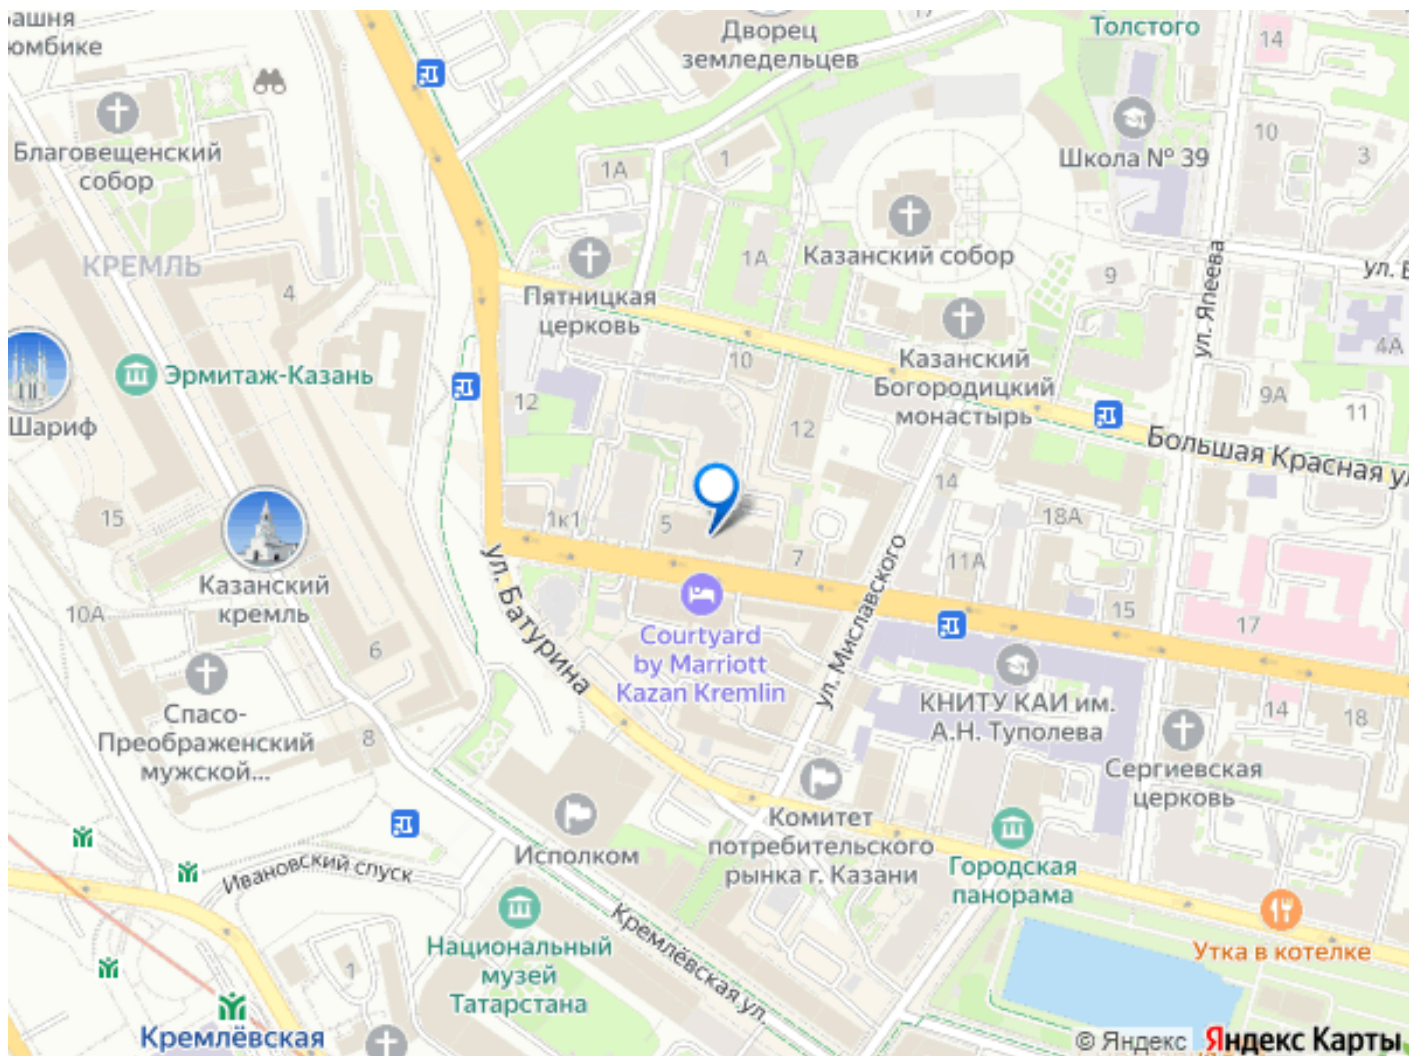 ашня
юмбике
Дворец
земледельцев
Толстого
14
Благовещенский
собор
1А
1
Школа № 39
10
3
КРЕМЛЬ
4
Пятницкая
церковь
1А
Казанский собор
9
ул. Япеева
ул. Б
Шариф
Эрмитаж-Казань
10
Казанский
Богородицкий
монастырь
4А
9А
11
12
12
Большая Красная ул
15
1к1
5
7
14
18А
11А
15
17
Казанский
кремль
10А
6
ул. Батурина
Courtyard
by Marriott
Kazan Kremlin
ул. Миславского
КНИТУ КАИ им.
А.Н. Туполева
14
18
Спасо-
Преображенский
мужской...
8
Сергиевская
церковь
Исполком
Комитет
потребительского
рынка г. Казани
Городская
панорама
Ивановский спуск
Национальный
музей
Татарстана
Кремлёвская ул.
Утка в котелке
1
Кремлёвская
© Яндекс
Яндекс Карты